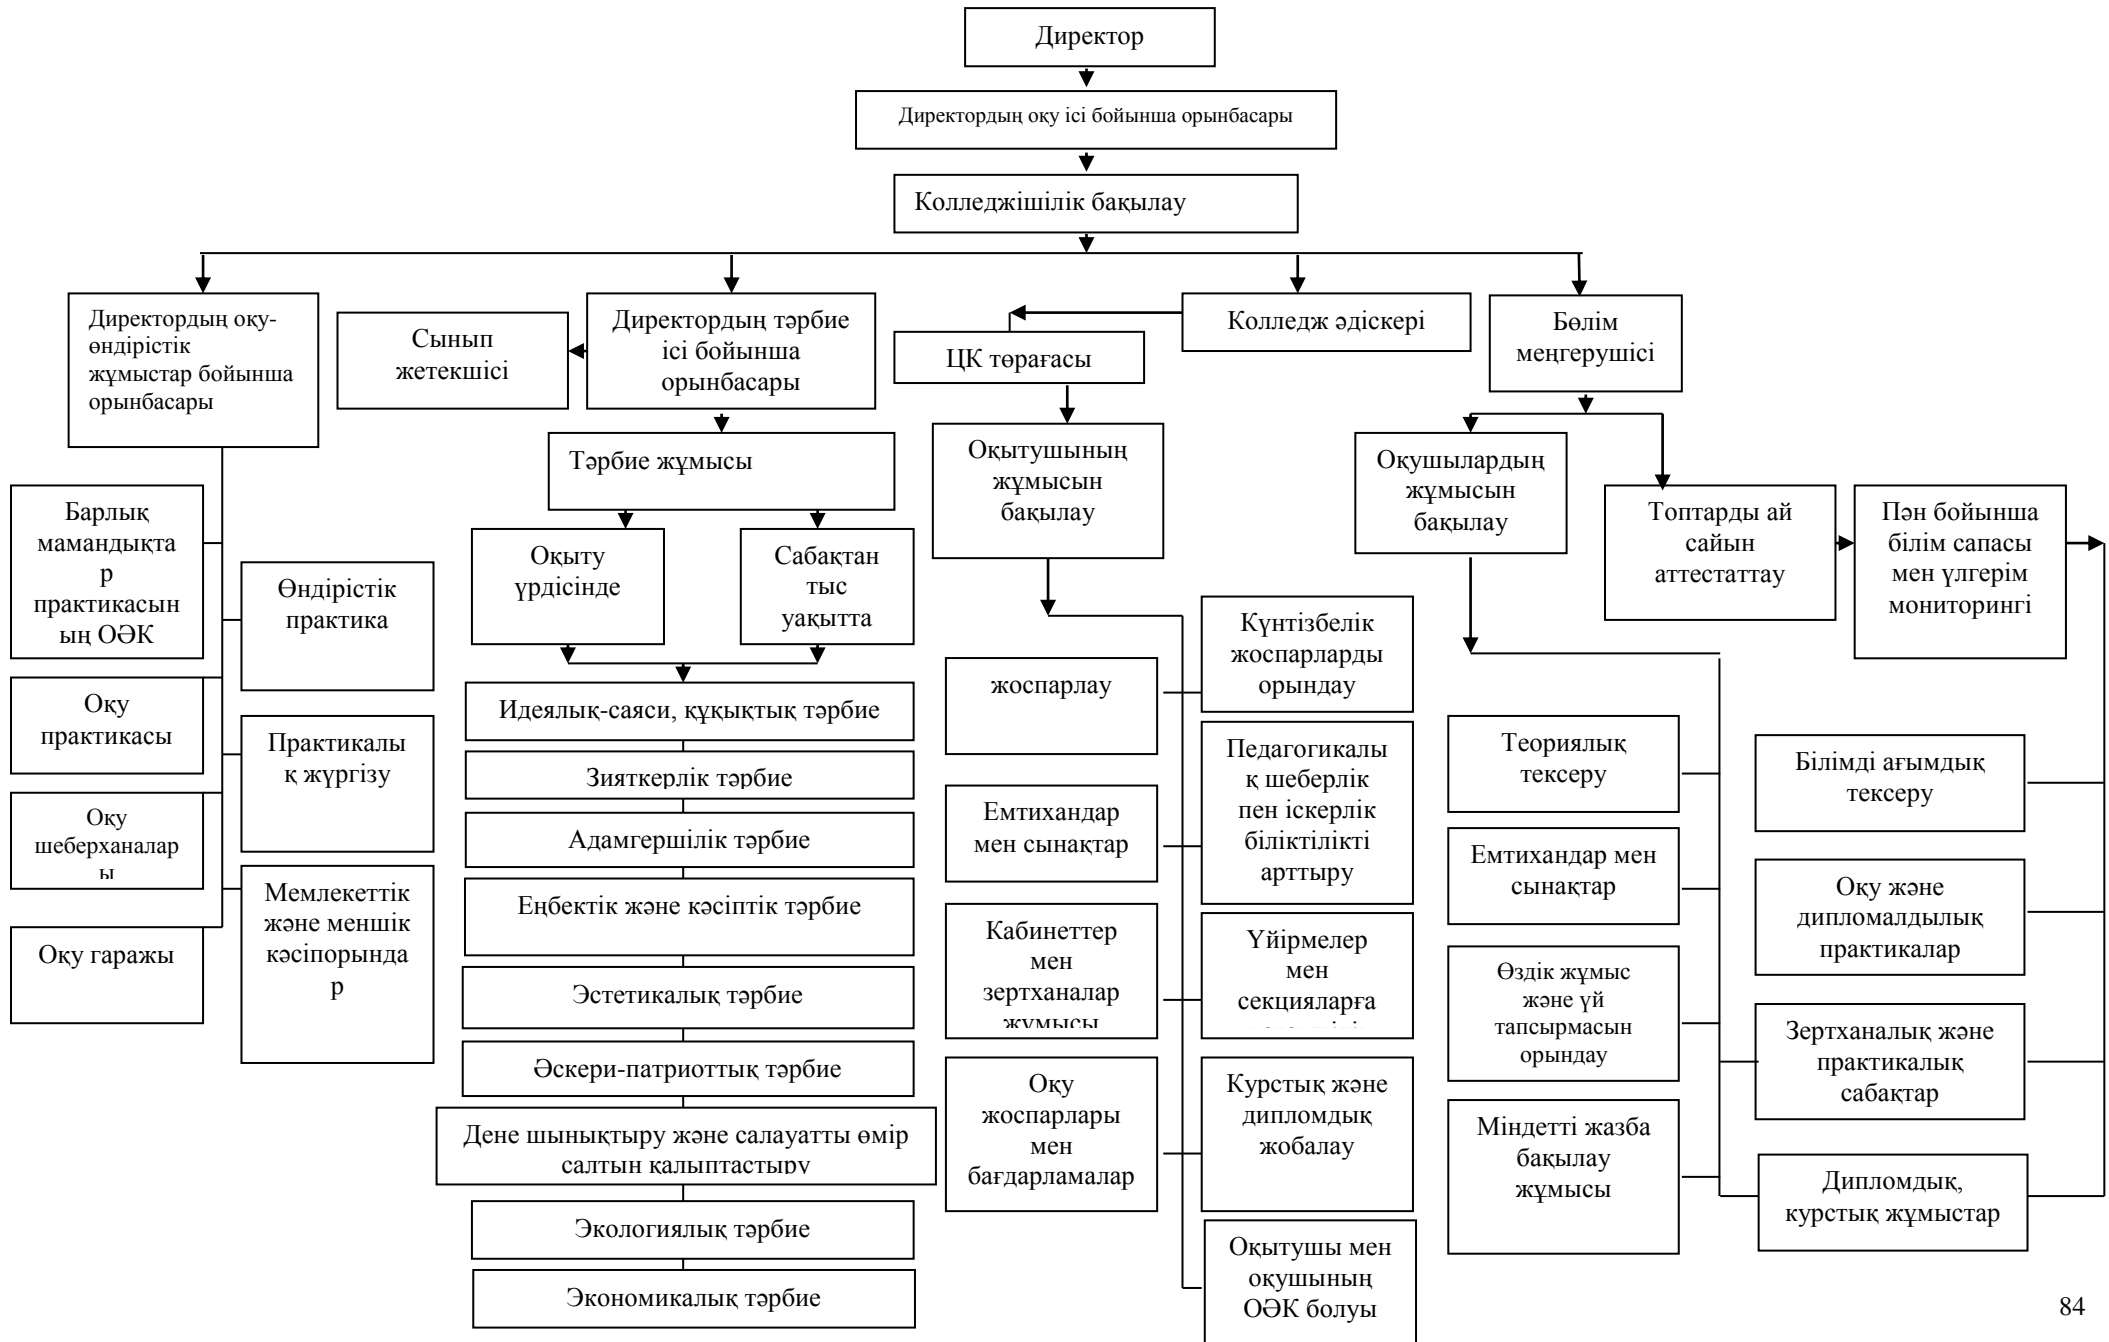 Директор
Директордың оқу ісі бойынша орынбасары
Колледжішілік бақылау
Директордың оқу-
өндірістік
жұмыстар бойынша
орынбасары
Сынып
жетекшісі
Директордың тәрбие
ісі бойынша
орынбасары
ЦК төрағасы
Колледж әдіскері
Бөлім
меңгерушісі
Барлық
мамандықта
р
практикасын
ың ОӘК
Өндірістік
практика
Оқу
практикасы
Практикалы
қ жүргізу
Оқу
шеберханалар
ы
Мемлекеттік
және меншік
кәсіпорында
р
Оқу гаражы
Тәрбие жұмысы
Оқыту
үрдісінде
Сабақтан
тыс
уақытта
Идеялық-саяси, құқықтық тәрбие
Зияткерлік тәрбие
Адамгершілік тәрбие
Еңбектік және кәсіптік тәрбие
Эстетикалық тәрбие
Әскери-патриоттық тәрбие
Дене шынықтыру және салауатты өмір
салтын қалыптастыру
Экологиялық тәрбие
Экономикалық тәрбие
Оқытушының
жұмысын
бақылау
жоспарлау
Күнтізбелік
жоспарларды
орындау
Емтихандар
мен сынақтар
Педагогикалы
қ шеберлік
пен іскерлік
біліктілікті
арттыру
Кабинеттер
мен
зертханалар
жұмысы
Үйірмелер
мен
секцияларға
Оқу
жоспарлары
мен
бағдарламалар
Курстық және
дипломдық
жобалау
Оқытушы мен
оқушының
ОӘК болуы
Оқушылардың
жұмысын
бақылау
Топтарды ай
сайын
аттестаттау
Пән бойынша
білім сапасы
мен үлгерім
мониторингі
Теориялық
тексеру
Білімді ағымдық
тексеру
Емтихандар мен
сынақтар
Оқу және
дипломалдылық
практикалар
Өздік жұмыс
және үй
тапсырмасын
орындау
Зертханалық және
практикалық
сабақтар
Міндетті жазба
бақылау
жұмысы
Дипломдық,
курстық жұмыстар
84